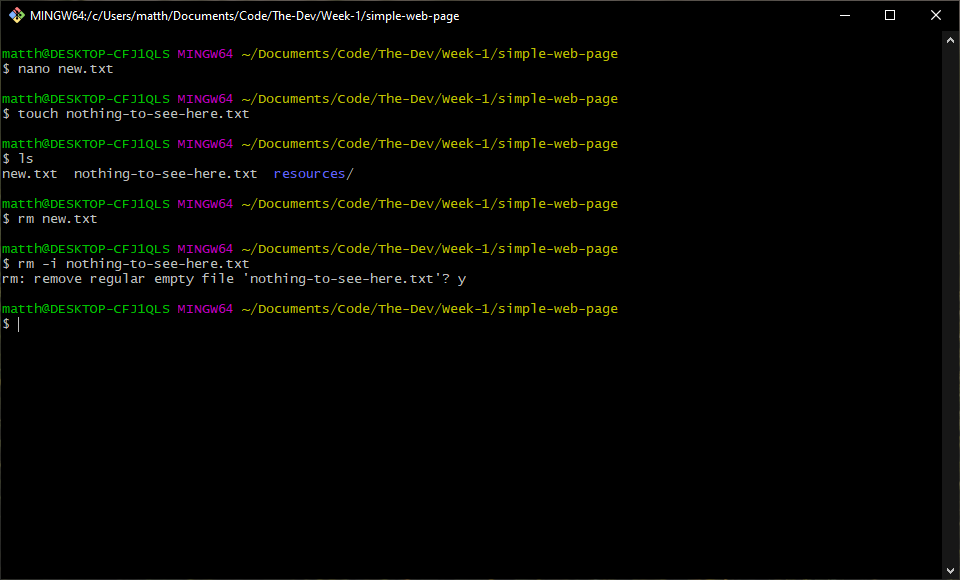 MINGW64:/c/Users/matth/Documents/Code/The-Dev/Week-1/simple-web-page
matth@DESKTOP-CFJ1QLS MINGW64 ~/Documents/Code/The-Dev/Week-1/simple-web-page
$ nano new.txt
matth@DESKTOP-CFJ1QLS MINGW64 ~/Documents/Code/The-Dev/Week-1/simple-web-page
$ touch nothing-to-see-here.txt
matth@DESKTOP-CFJ1QLS MINGW64 ~/Documents/Code/The-Dev/Week-1/simple-web-page
$ ls
new.txt  nothing-to-see-here.txt  resources/
matth@DESKTOP-CFJ1QLS MINGW64 ~/Documents/Code/The-Dev/Week-1/simple-web-page
$ rm new.txt
matth@DESKTOP-CFJ1QLS MINGW64 ~/Documents/Code/The-Dev/Week-1/simple-web-page
$ rm -i nothing-to-see-here.txt
rm: remove regular empty file 'nothing-to-see-here.txt'? y
matth@DESKTOP-CFJ1QLS MINGW64 ~/Documents/Code/The-Dev/Week-1/simple-web-page
$